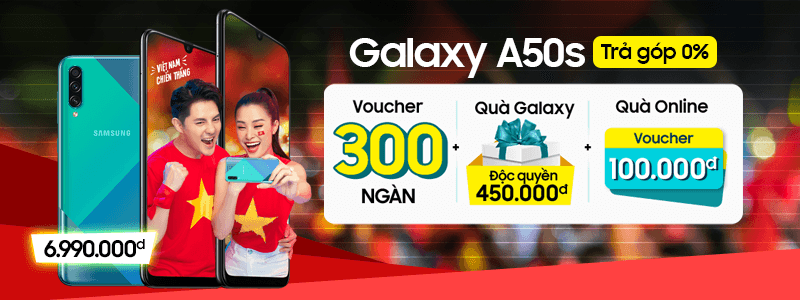 Galaxy A50s
Trả góp 0%
VIỆT NAM
CHIẾN THẮNG
SAMSUNG
6.990.000đ
Voucher
300
NGÀN
+
Quà Galaxy
Độc quyền
450.000đ
+
Quà Online
Voucher
100.000đ